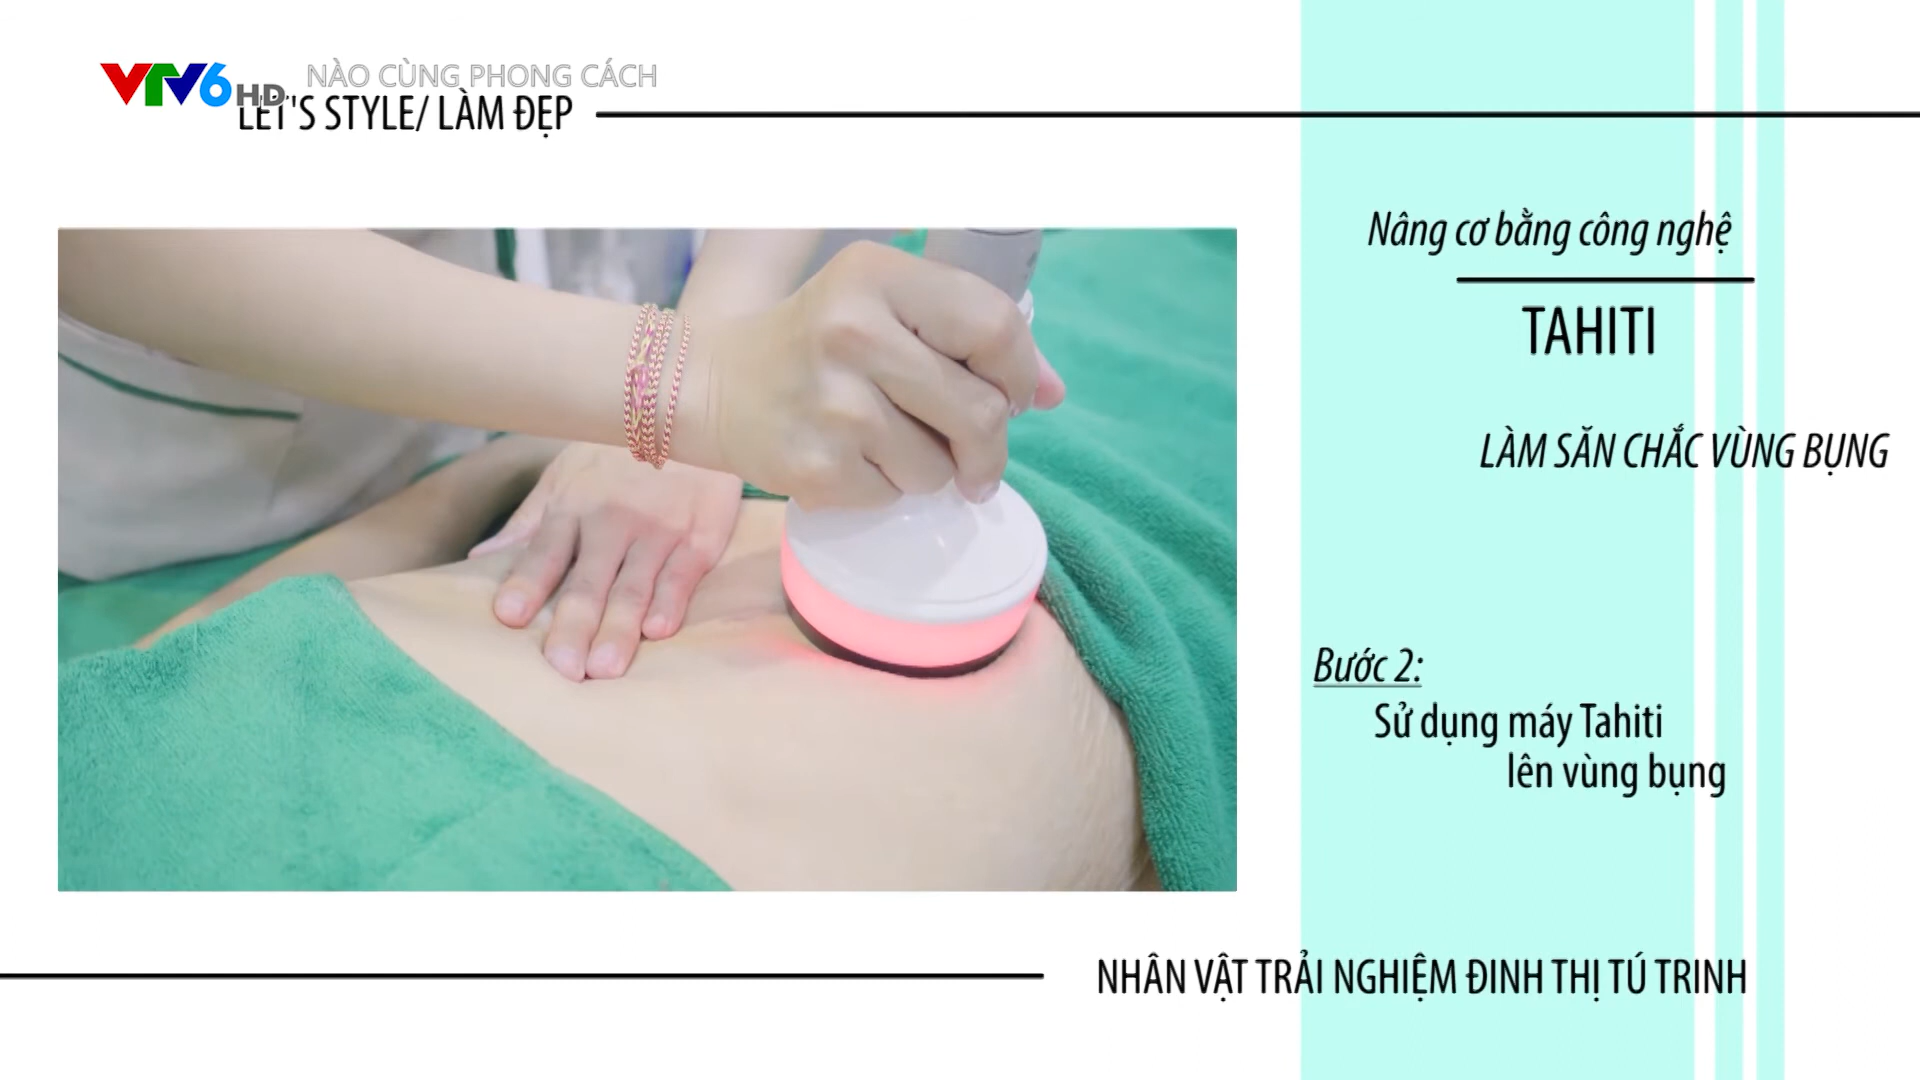 VTV6 HD
NÀO CÙNG PHONG CÁCH
LET'S STYLE/ LÀM ĐẸP
Nâng cơ bằng công nghệ
TAHITI
LÀM SĂN CHẮC VÙNG BỤNG
Bước 2:
Sử dụng máy Tahiti
lên vùng bụng
NHÂN VẬT TRẢI NGHIỆM ĐINH THỊ TÚ TRINH